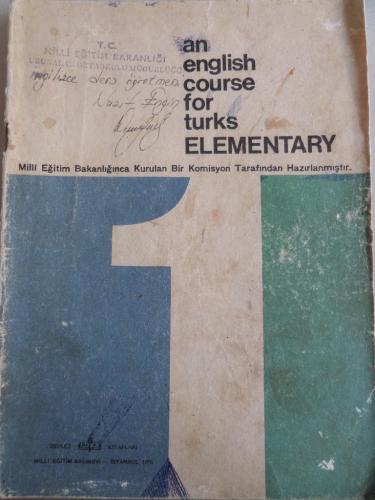 an
english
course
for
turks
ELEMENTARY
T.C.
MİLLİ EĞİTİM BAKANLIĞI
İngilizce ders öğretmeni
Milli Eğitim Bakanlığınca Kurulan Bir Komisyon Tarafından Hazırlanmıştır.
1
DEVLET KİTAPLARI
MİLLİ EĞİTİM BASIMEVİ — İSTANBUL